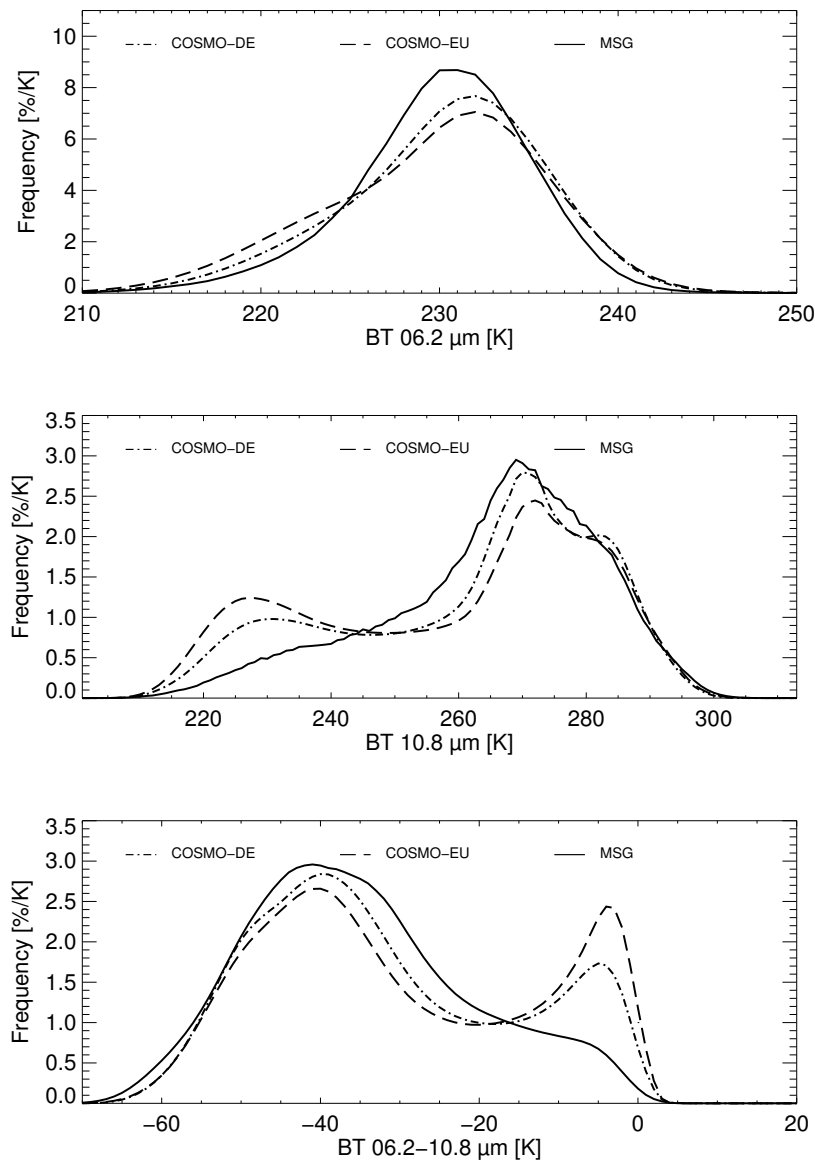 10
8
6
4
2
0
Frequency [%/K]
COSMO−DE COSMO−EU MSG
210 220 230 240 250
BT 06.2 µm [K]
3.5
3.0
2.5
2.0
1.5
1.0
0.5
0.0
Frequency [%/K]
COSMO−DE COSMO−EU MSG
220 240 260 280 300
BT 10.8 µm [K]
3.5
3.0
2.5
2.0
1.5
1.0
0.5
0.0
Frequency [%/K]
COSMO−DE COSMO−EU MSG
−60 −40 −20 0 20
BT 06.2−10.8 µm [K]